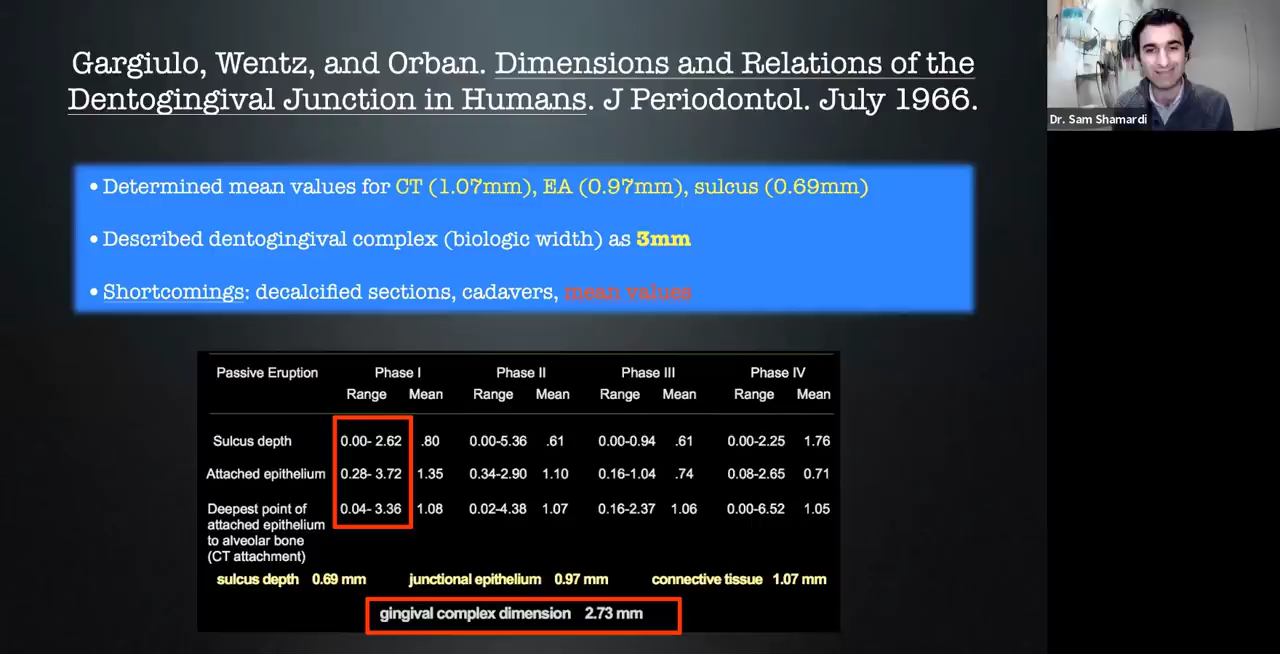 Gargiulo, Wentz, and Orban. Dimensions and Relations of the
Dentogingival Junction in Humans. J Periodontol. July 1966.
Dr. Sam Shamardi
• Determined mean values for CT (1.07mm), EA (0.97mm), sulcus (0.69mm)
• Described dentogingival complex (biologic width) as 3mm
• Shortcomings: decalcified sections, cadavers, mean values
Passive Eruption Phase I Phase II Phase III Phase IV
Range Mean Range Mean Range Mean Range Mean
Sulcus depth 0.00- 2.62 .80 0.00-5.36 .61 0.00-0.94 .61 0.00-2.25 1.76
Attached epithelium 0.28- 3.72 1.35 0.34-2.90 1.10 0.16-1.04 .74 0.08-2.65 0.71
Deepest point of 0.04- 3.36 1.08 0.02-4.38 1.07 0.16-2.37 1.06 0.00-6.52 1.05
attached epithelium
to alveolar bone
(CT attachment)
sulcus depth 0.69 mm junctional epithelium 0.97 mm connective tissue 1.07 mm
gingival complex dimension 2.73 mm